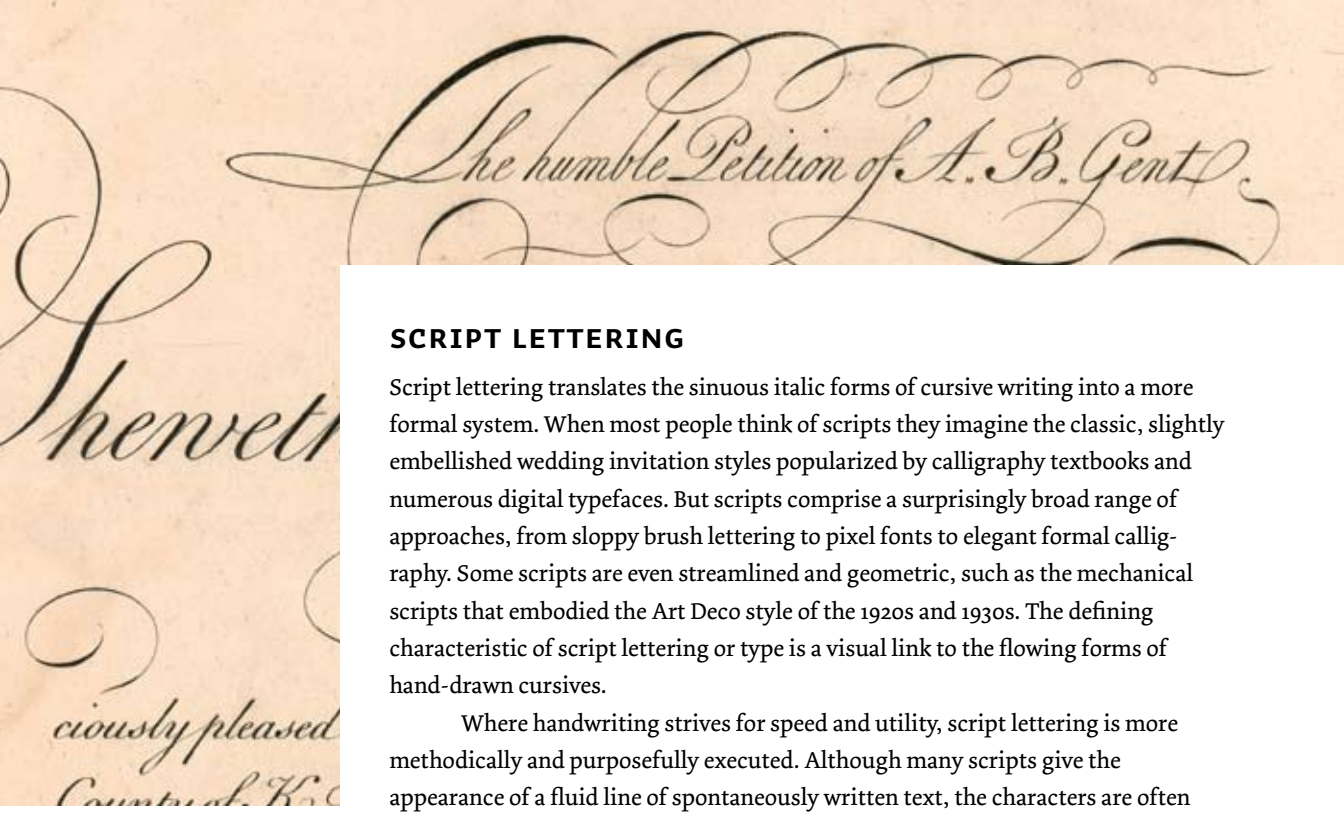 The humble Petition of A. B. Gent.
Sheweth
SCRIPT LETTERING
Script lettering translates the sinuous italic forms of cursive writing into a more
formal system. When most people think of scripts they imagine the classic, slightly
embellished wedding invitation styles popularized by calligraphy textbooks and
numerous digital typefaces. But scripts comprise a surprisingly broad range of
approaches, from sloppy brush lettering to pixel fonts to elegant formal callig-
raphy. Some scripts are even streamlined and geometric, such as the mechanical
scripts that embodied the Art Deco style of the 1920s and 1930s. The defining
characteristic of script lettering or type is a visual link to the flowing forms of
hand-drawn cursives.
Where handwriting strives for speed and utility, script lettering is more
methodically and purposefully executed. Although many scripts give the
appearance of a fluid line of spontaneously written text, the characters are often
ciously pleased
County of K